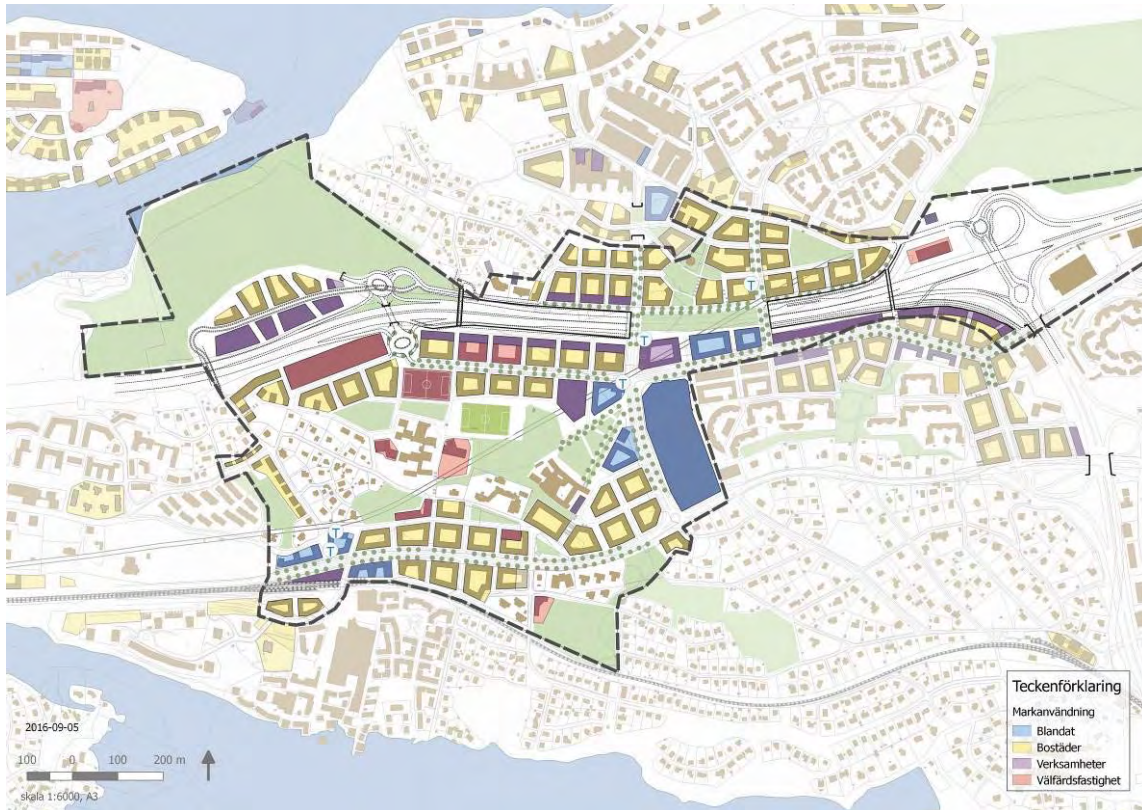 T
T
T
T
T
2016-09-05
100 0 100 200 m
skala 1:6000, A3
Teckenförklaring
Markanvändning
Blandat
Bostäder
Verksamheter
Välfärdsfastighet